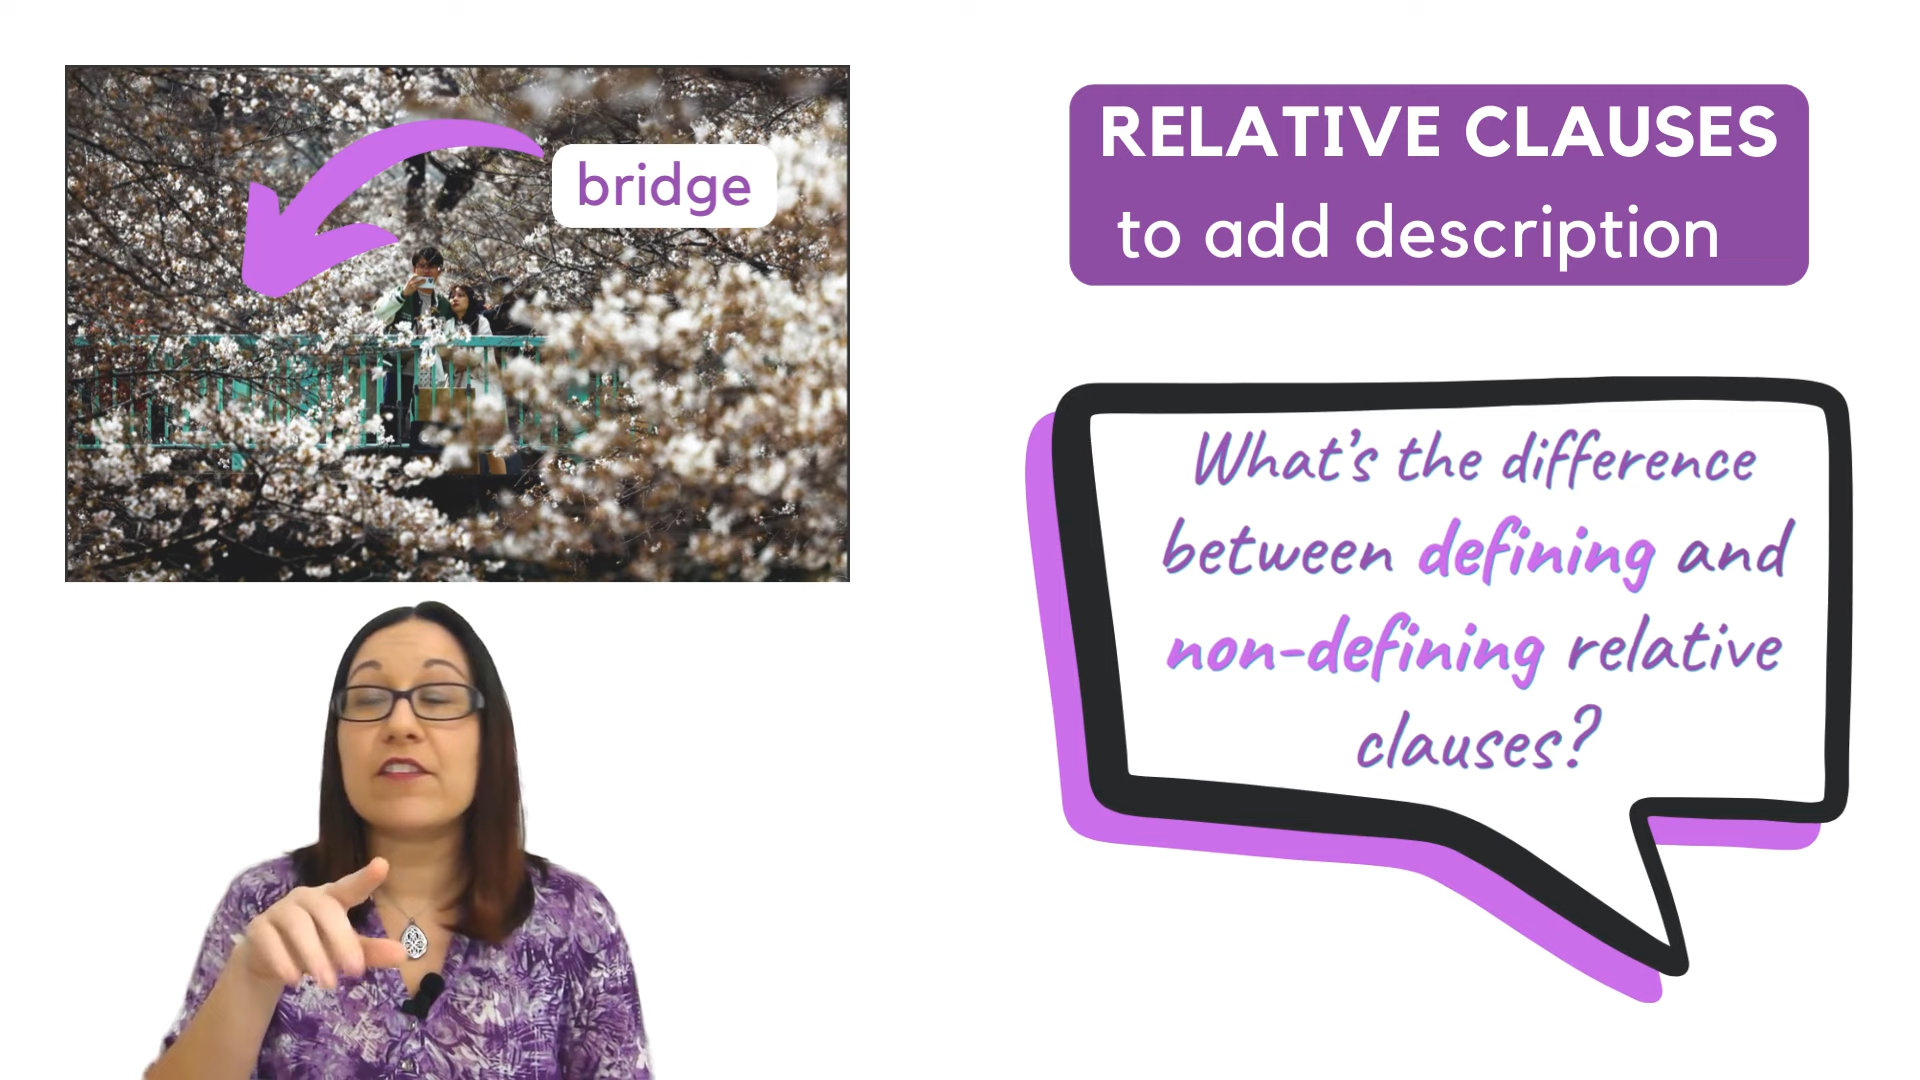 bridge
RELATIVE CLAUSES
to add description
What's the difference
between defining and
non-defining relative
clauses?